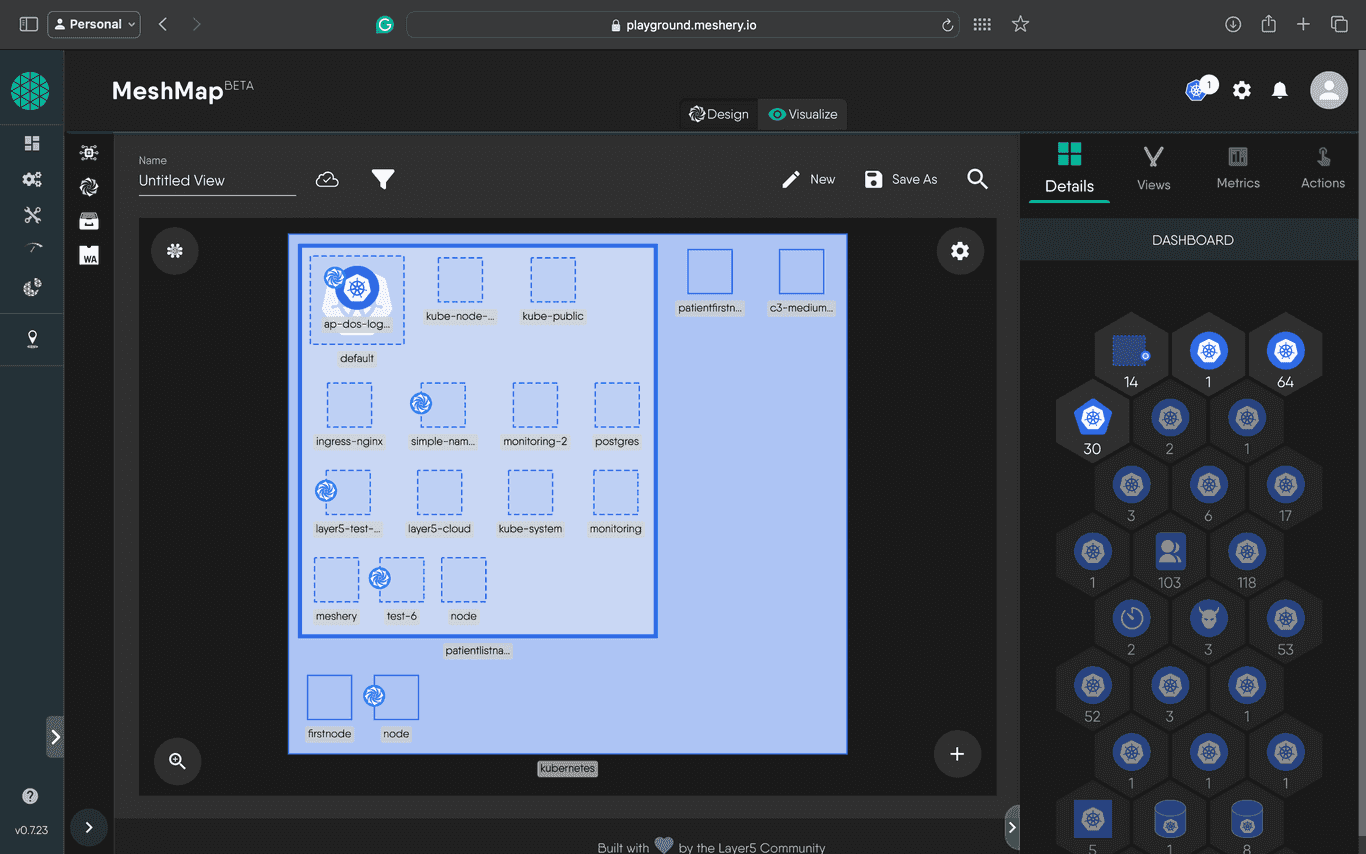 Personal
playground.meshery.io
MeshMap BETA
1
Design
Visualize
Name
Untitled View
New
Save As
Details
Views
Metrics
Actions
DASHBOARD
WA
ap-dos-log...
kube-node-...
kube-public
default
patientfirstn...
c3-medium...
ingress-nginx
simple-nam...
monitoring-2
postgres
layer5-test-...
layer5-cloud
kube-system
monitoring
meshery
test-6
node
patientlistna...
firstnode
node
kubernetes
14
1
64
30
2
1
3
6
17
1
103
118
2
3
53
52
3
1
1
1
1
5
1
8
v0.7.23
Built with by the Layer5 Community